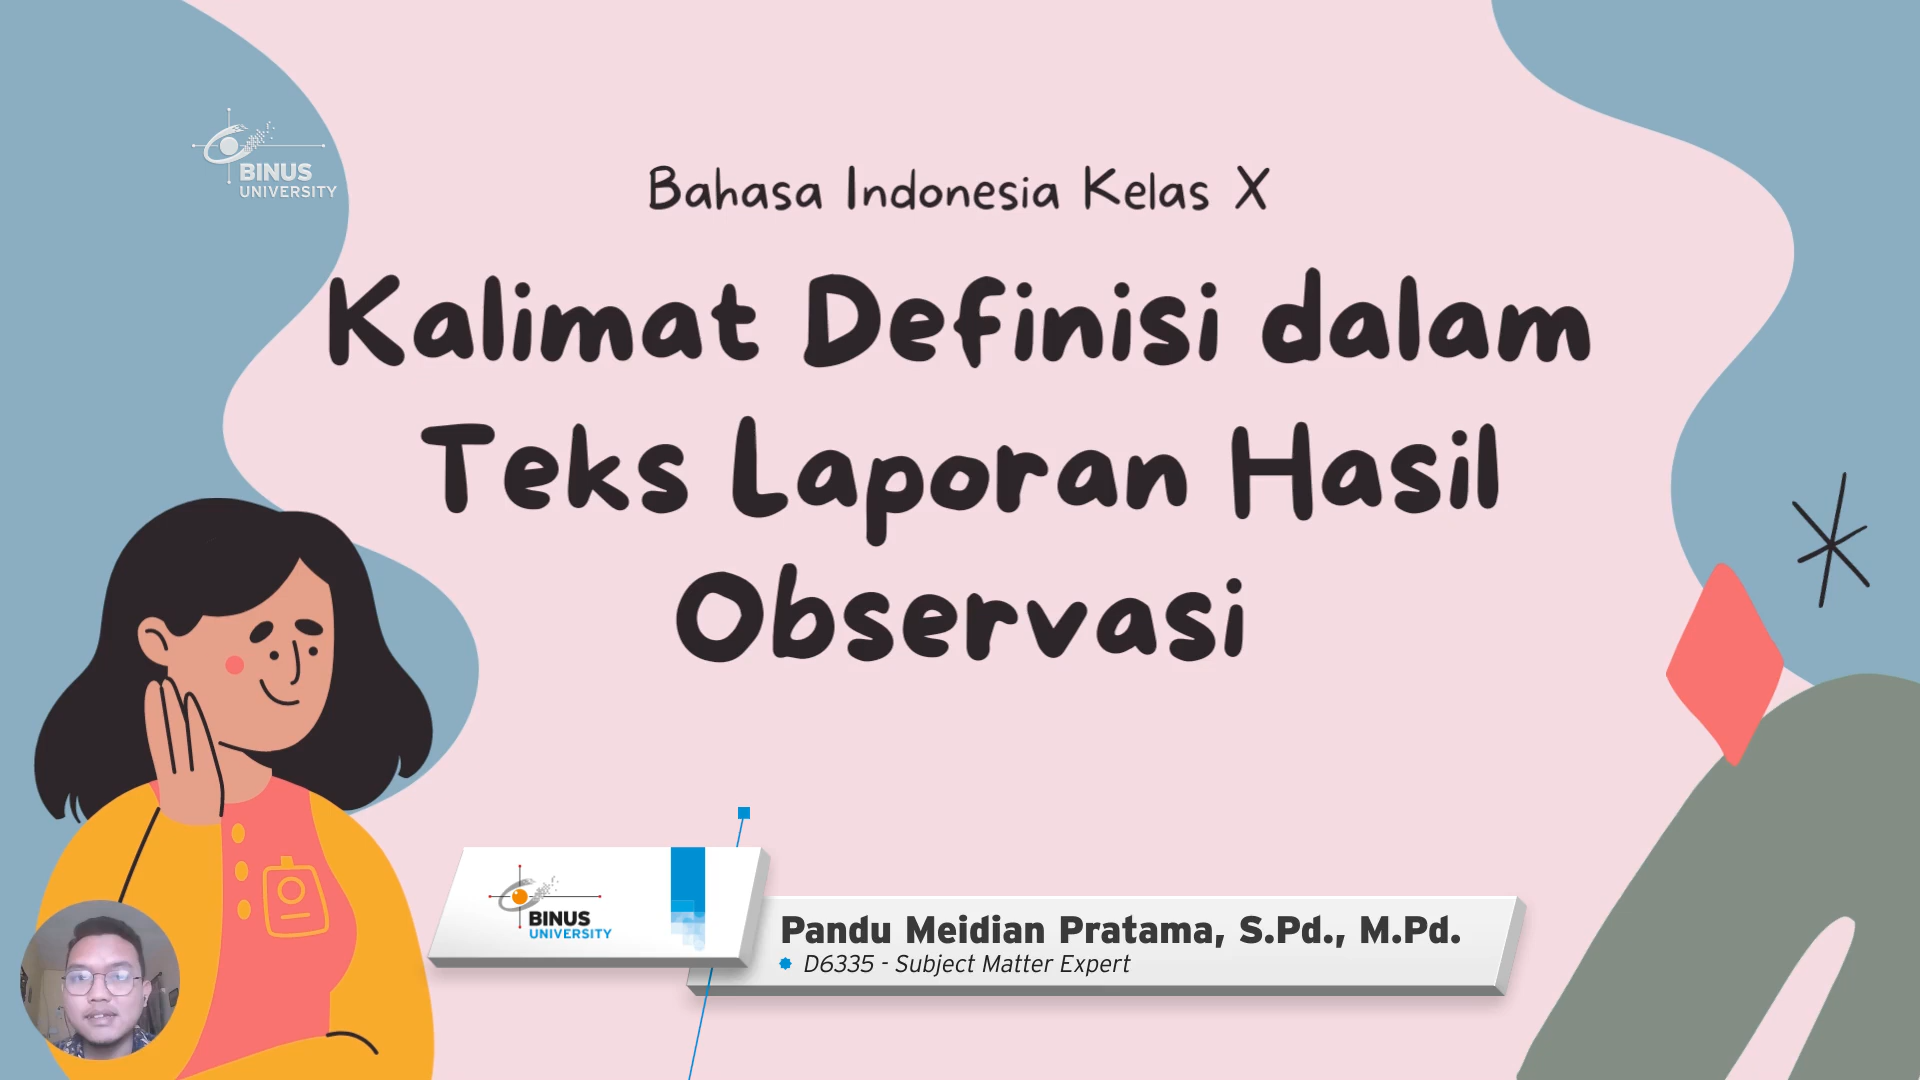 BINUS
UNIVERSITY
Bahasa Indonesia Kelas X
Kalimat Definisi dalam
Teks Laporan Hasil
Observasi
BINUS
UNIVERSITY
Pandu Meidian Pratama, S.Pd., M.Pd.
D6335 - Subject Matter Expert